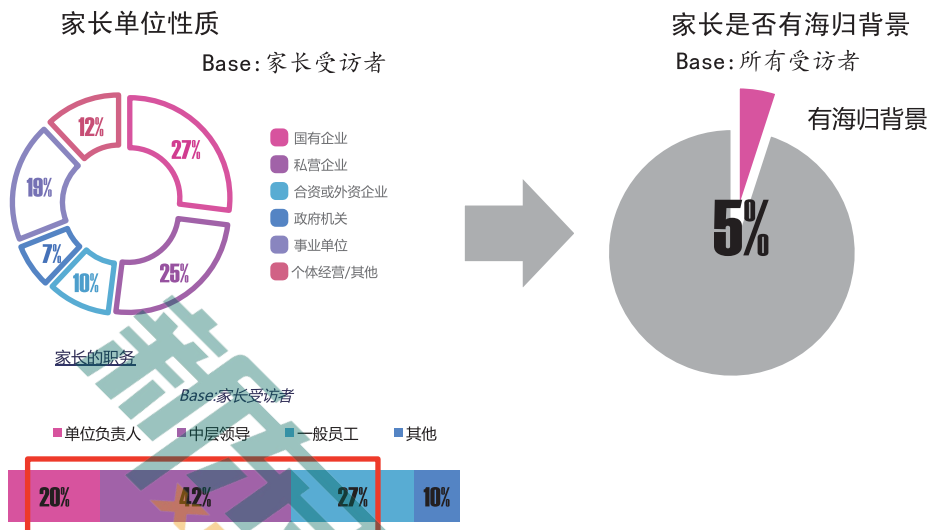 家长单位性质
Base:家长受访者
12%
27%
19%
7%
10%
25%
国有企业
私营企业
合资或外资企业
政府机关
事业单位
个体经营/其他
家长是否有海归背景
Base:所有受访者
有海归背景
5%
家长的职务
Base:家长受访者
单位负责人 中层领导 一般员工 其他
20% 42% 27% 10%